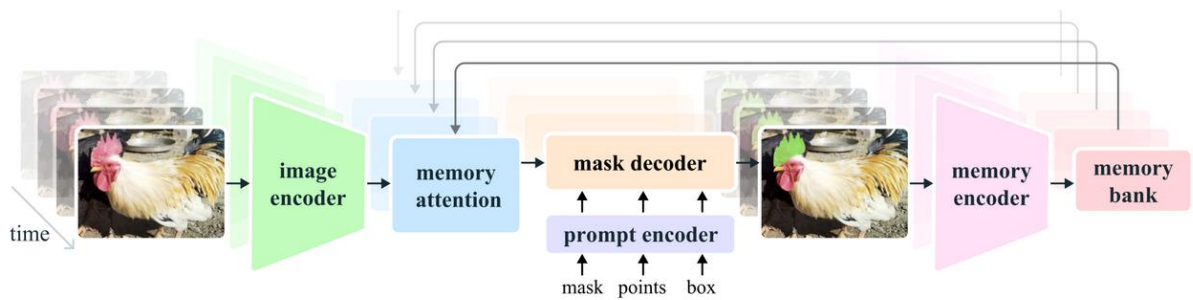 time
image
encoder
memory
attention
mask decoder
prompt encoder
mask points box
memory
encoder
memory
bank